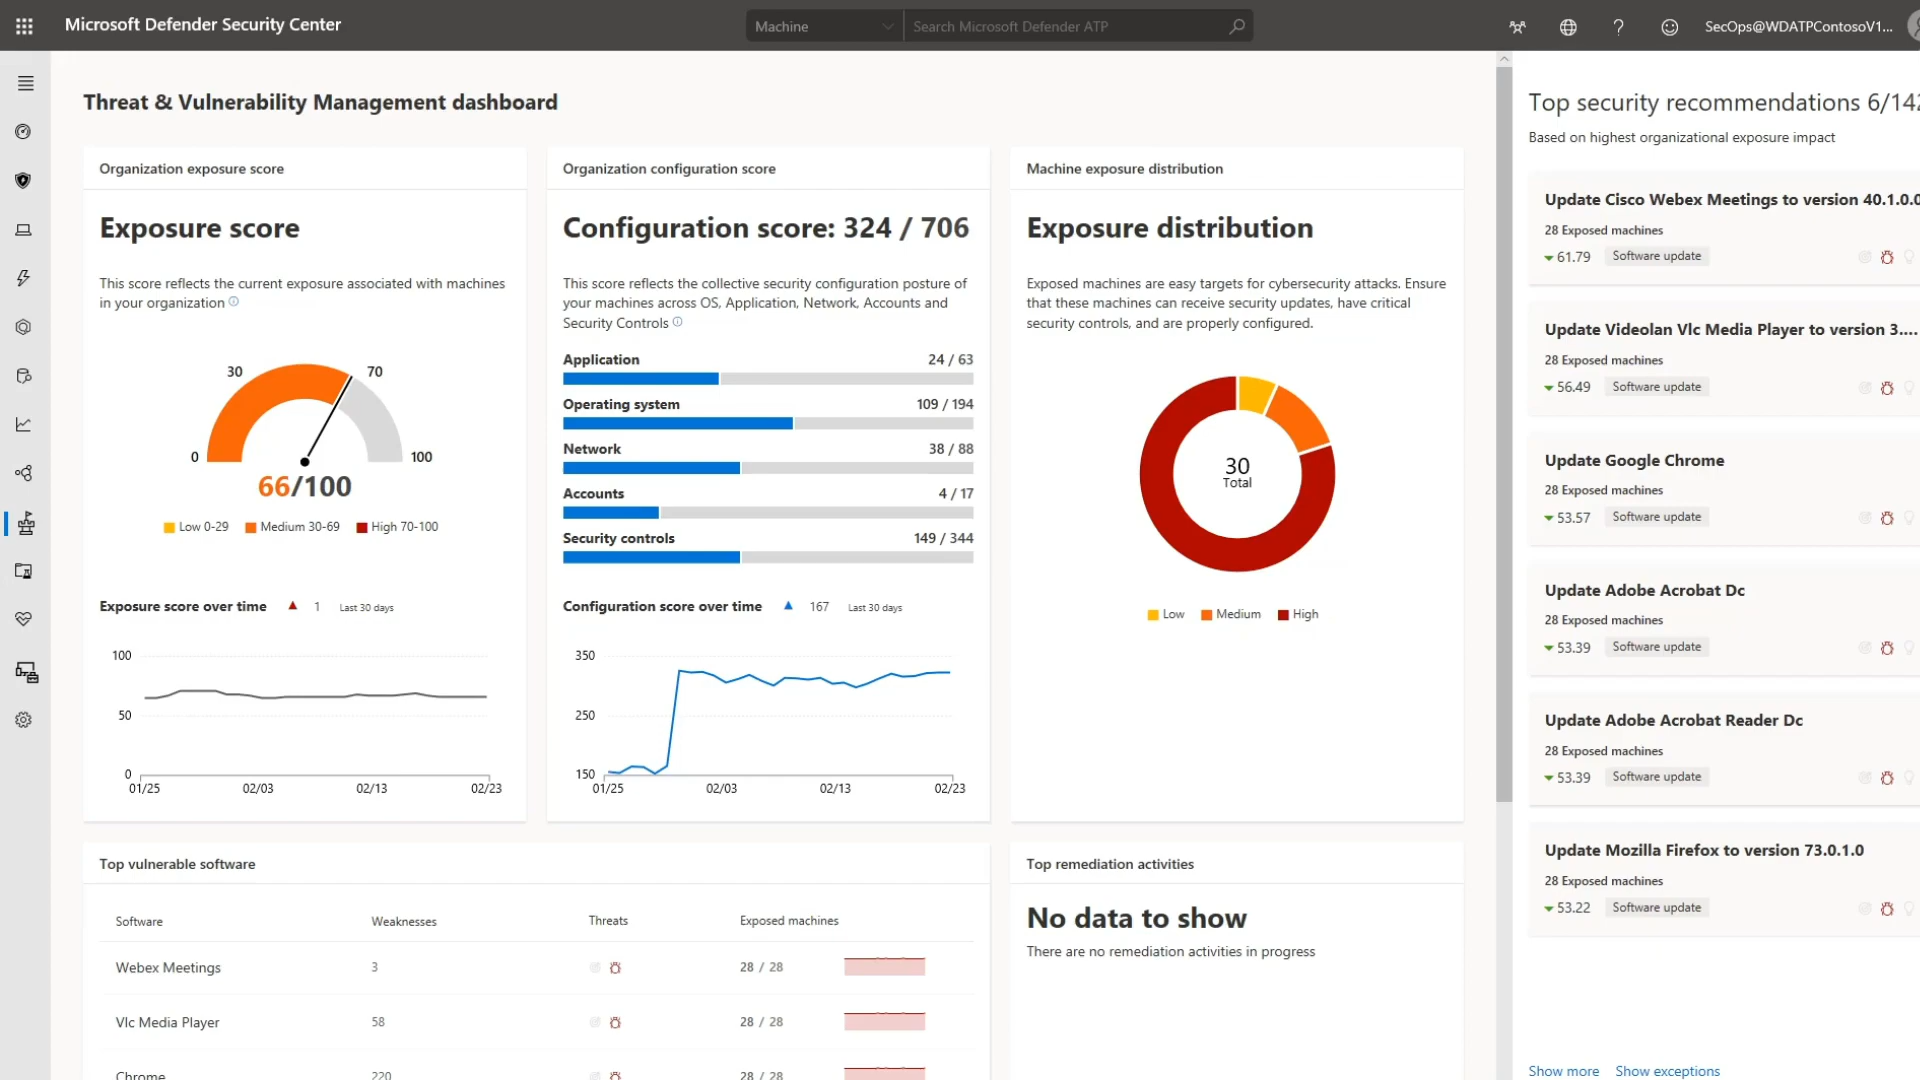 Microsoft Defender Security Center
Machine
Search Microsoft Defender ATP
SecOps@WDATPContosoV1...
Threat & Vulnerability Management dashboard
Organization exposure score
Exposure score
This score reflects the current exposure associated with machines
in your organization
30
70
0
100
66/100
Low 0-29
Medium 30-69
High 70-100
Exposure score over time
1
Last 30 days
100
50
0
01/25
02/03
02/13
02/23
Organization configuration score
Configuration score: 324 / 706
This score reflects the collective security configuration posture of
your machines across OS, Application, Network, Accounts and
Security Controls
Application
24 / 63
Operating system
109 / 194
Network
38 / 88
Accounts
4 / 17
Security controls
149 / 344
Configuration score over time
167
Last 30 days
350
250
150
01/25
02/03
02/13
02/23
Machine exposure distribution
Exposure distribution
Exposed machines are easy targets for cybersecurity attacks. Ensure
that these machines can receive security updates, have critical
security controls, and are properly configured.
30
Total
Low
Medium
High
Top vulnerable software
Software
Weaknesses
Threats
Exposed machines
Webex Meetings
3
28 / 28
Vlc Media Player
58
28 / 28
Chrome
220
28 / 28
Top remediation activities
No data to show
There are no remediation activities in progress
Top security recommendations 6/142
Based on highest organizational exposure impact
Update Cisco Webex Meetings to version 40.1.0.0
28 Exposed machines
61.79
Software update
Update Videolan Vlc Media Player to version 3....
28 Exposed machines
56.49
Software update
Update Google Chrome
28 Exposed machines
53.57
Software update
Update Adobe Acrobat Dc
28 Exposed machines
53.39
Software update
Update Adobe Acrobat Reader Dc
28 Exposed machines
53.39
Software update
Update Mozilla Firefox to version 73.0.1.0
28 Exposed machines
53.22
Software update
Show more
Show exceptions